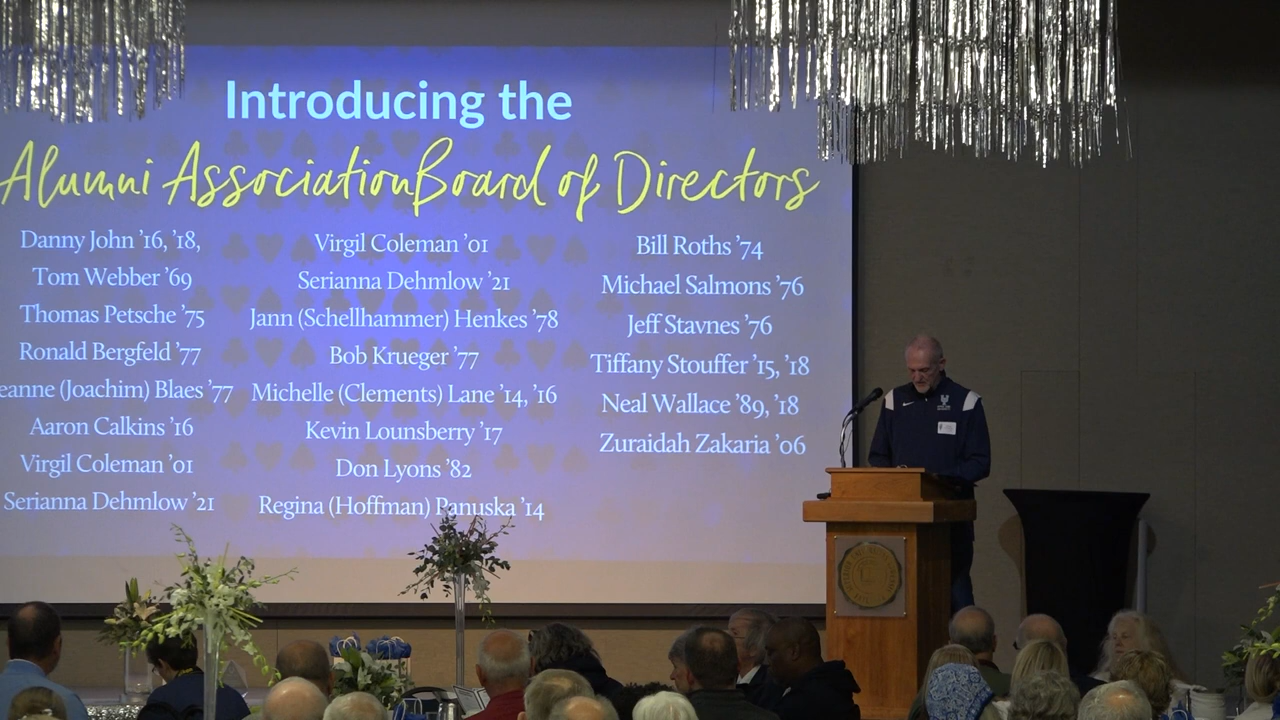 Introducing the
Alumni Association Board of Directors
Danny John '16, '18,
Tom Webber '69
Thomas Petsche '75
Ronald Bergfeld '77
eanne (Joachim) Blaes '77
Aaron Calkins '16
Virgil Coleman '01
Serianna Dehmlow '21
Virgil Coleman '01
Serianna Dehmlow '21
Jann (Schellhammer) Henkes '78
Bob Krueger '77
Michelle (Clements) Lane '14, '16
Kevin Lounsberry '17
Don Lyons '82
Regina (Hoffman) Panuska '14
Bill Roths '74
Michael Salmons '76
Jeff Stavnes '76
Tiffany Stouffer '15, '18
Neal Wallace '89, '18
Zuraidah Zakaria '06